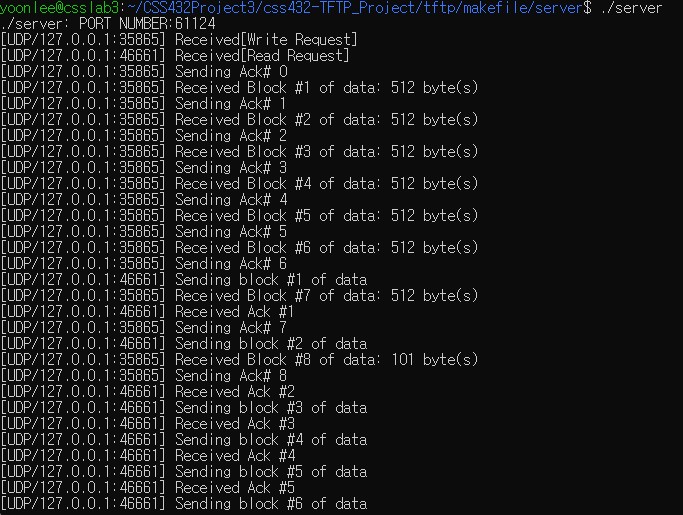 yoonlee@csslab3:~/CSS432Project3/css432-TFTP_Project/tftp/makefile/server$ ./server
./server: PORT NUMBER:61124
[UDP/127.0.0.1:35865] Received[Write Request]
[UDP/127.0.0.1:46661] Received[Read Request]
[UDP/127.0.0.1:35865] Sending Ack# 0
[UDP/127.0.0.1:35865] Received Block #1 of data: 512 byte(s)
[UDP/127.0.0.1:35865] Sending Ack# 1
[UDP/127.0.0.1:35865] Received Block #2 of data: 512 byte(s)
[UDP/127.0.0.1:35865] Sending Ack# 2
[UDP/127.0.0.1:35865] Received Block #3 of data: 512 byte(s)
[UDP/127.0.0.1:35865] Sending Ack# 3
[UDP/127.0.0.1:35865] Received Block #4 of data: 512 byte(s)
[UDP/127.0.0.1:35865] Sending Ack# 4
[UDP/127.0.0.1:35865] Received Block #5 of data: 512 byte(s)
[UDP/127.0.0.1:35865] Sending Ack# 5
[UDP/127.0.0.1:35865] Received Block #6 of data: 512 byte(s)
[UDP/127.0.0.1:35865] Sending Ack# 6
[UDP/127.0.0.1:46661] Sending block #1 of data
[UDP/127.0.0.1:35865] Received Block #7 of data: 512 byte(s)
[UDP/127.0.0.1:46661] Received Ack #1
[UDP/127.0.0.1:35865] Sending Ack# 7
[UDP/127.0.0.1:46661] Sending block #2 of data
[UDP/127.0.0.1:35865] Received Block #8 of data: 101 byte(s)
[UDP/127.0.0.1:35865] Sending Ack# 8
[UDP/127.0.0.1:46661] Received Ack #2
[UDP/127.0.0.1:46661] Sending block #3 of data
[UDP/127.0.0.1:46661] Received Ack #3
[UDP/127.0.0.1:46661] Sending block #4 of data
[UDP/127.0.0.1:46661] Received Ack #4
[UDP/127.0.0.1:46661] Sending block #5 of data
[UDP/127.0.0.1:46661] Received Ack #5
[UDP/127.0.0.1:46661] Sending block #6 of data